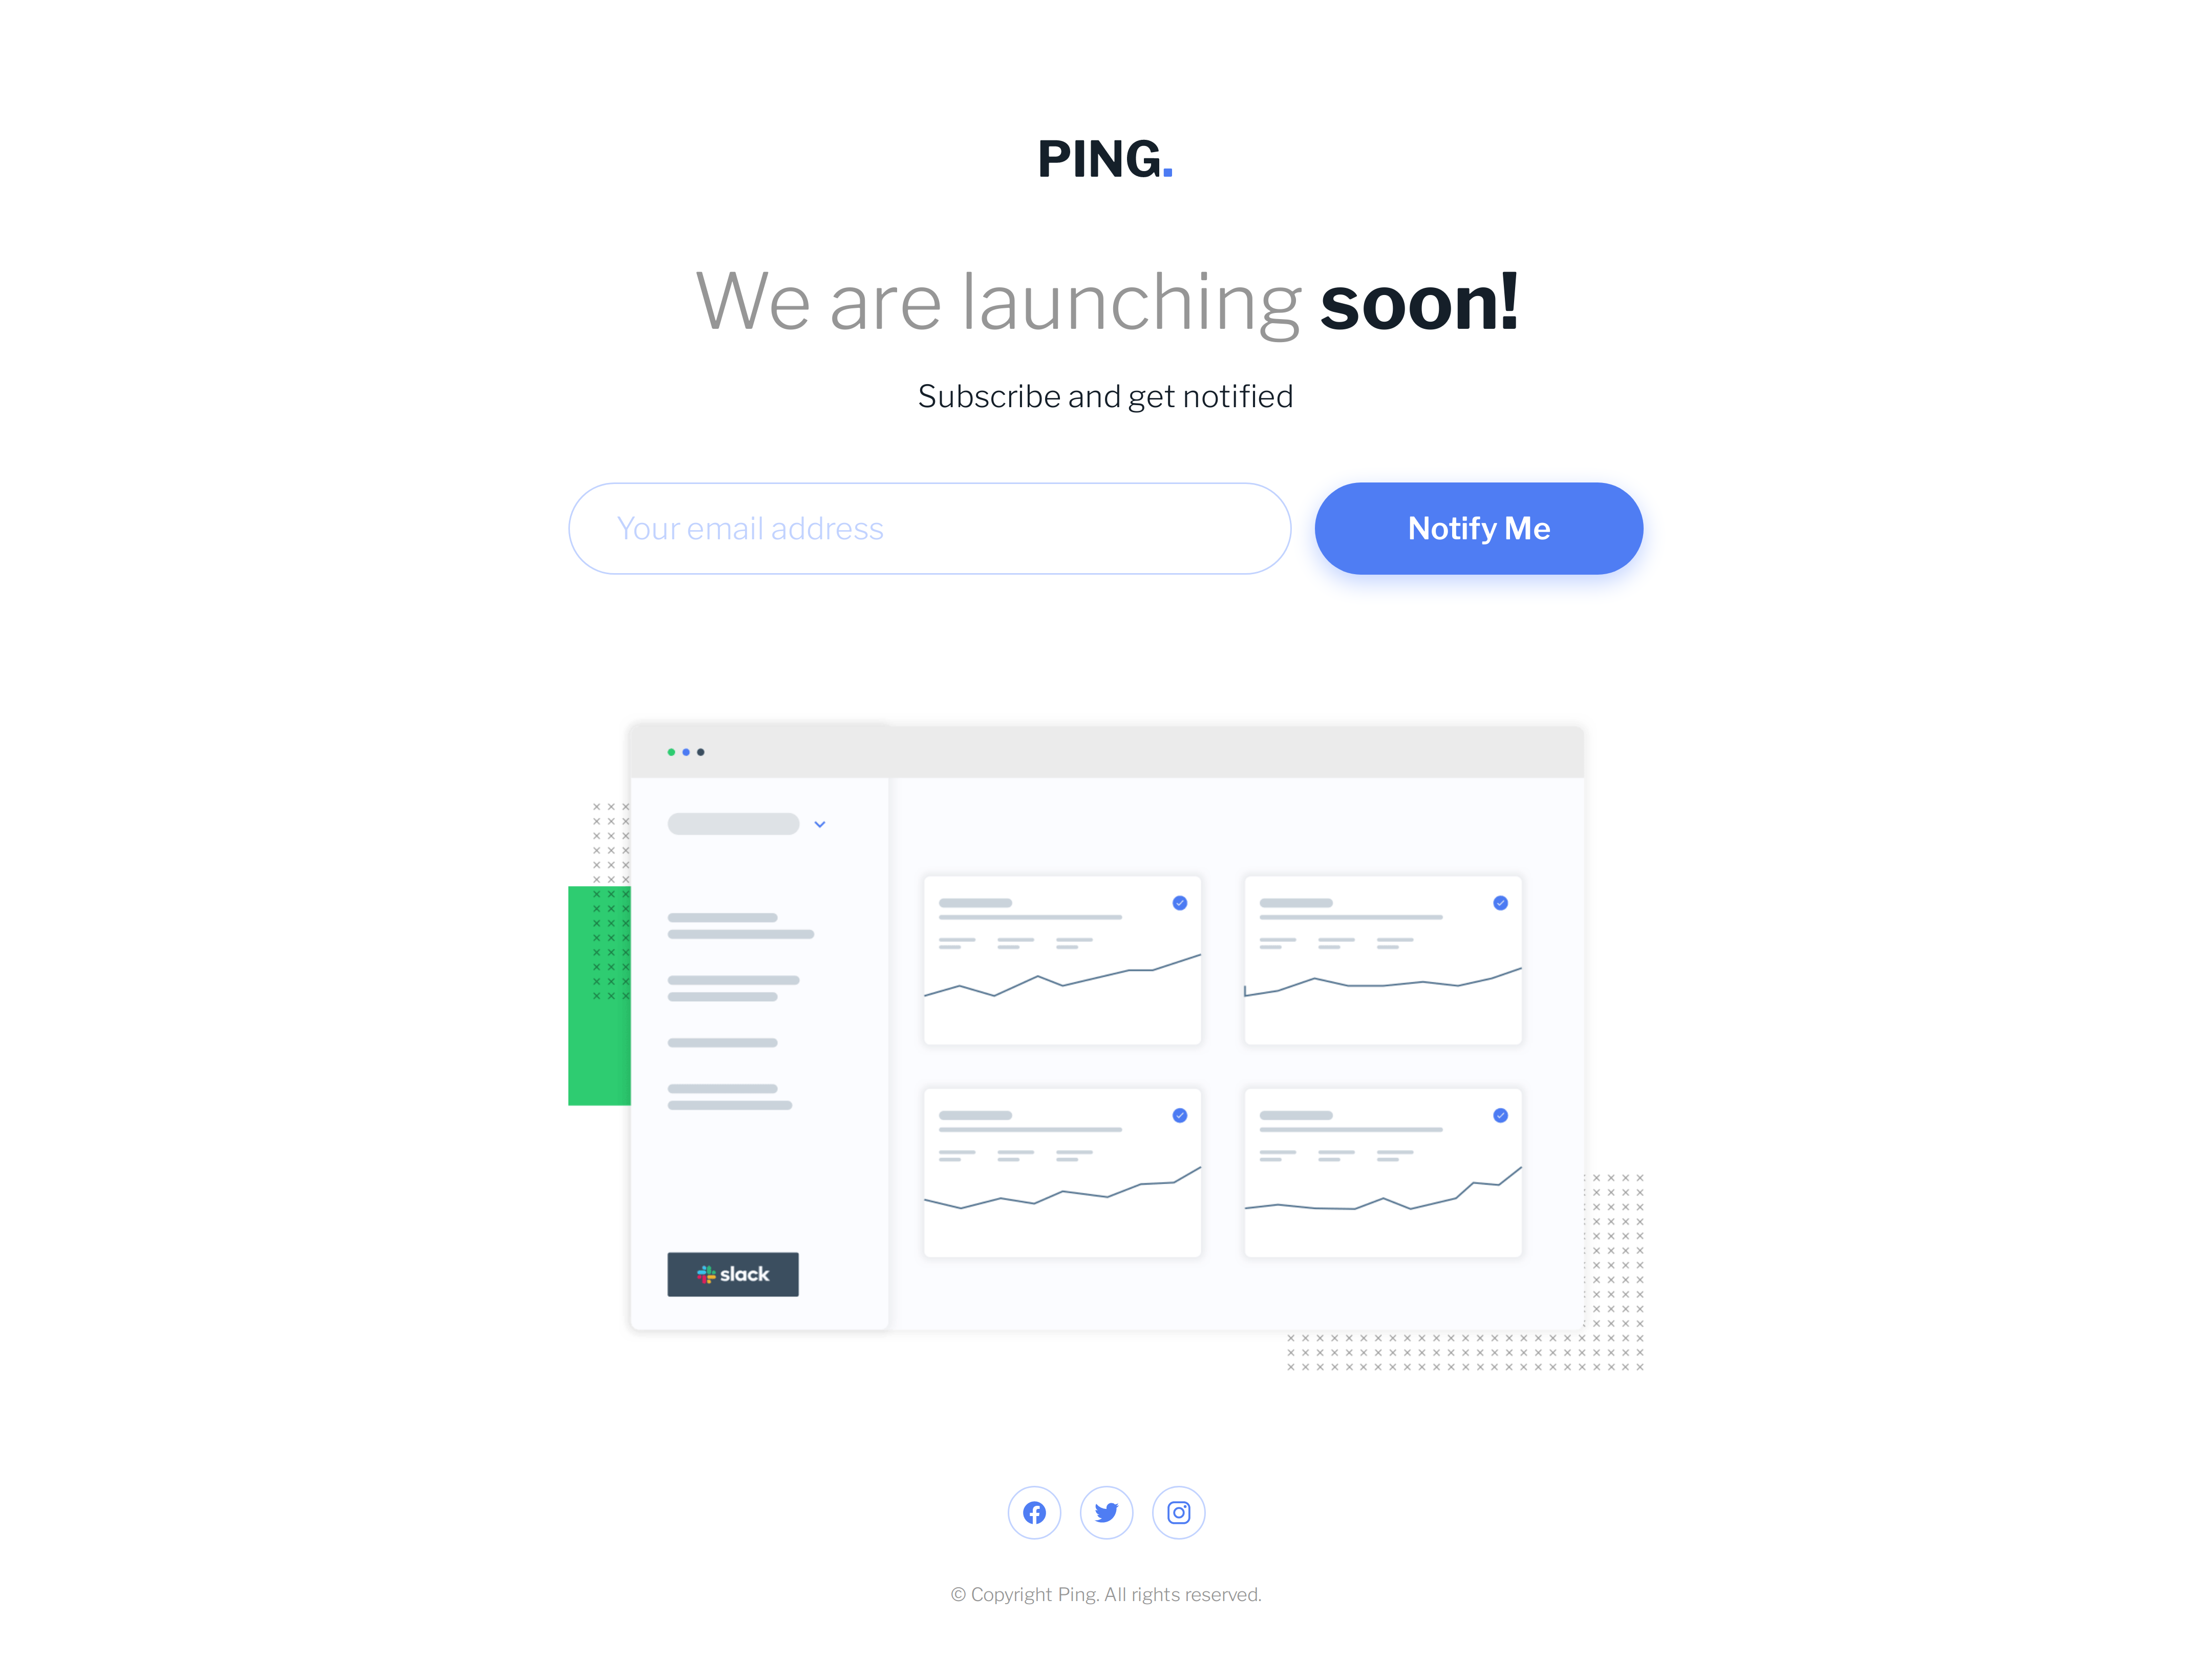 PING.
We are launching soon!
Subscribe and get notified
Your email address
Notify Me
slack
© Copyright Ping. All rights reserved.